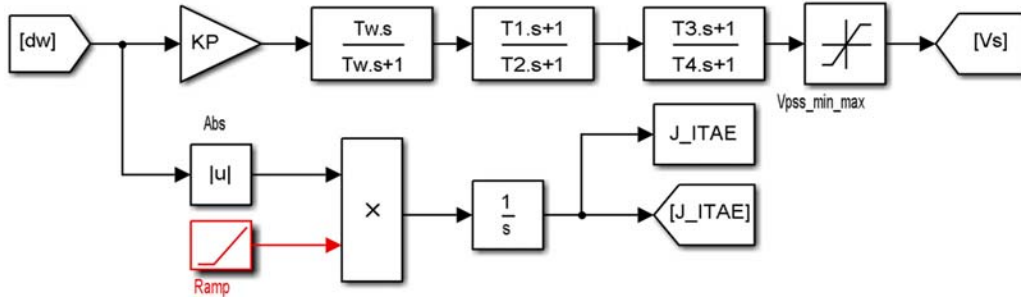 [dw]
KP
Tw.s
Tw.s+1
T1.s+1
T2.s+1
T3.s+1
T4.s+1
[Vs]
Vpss_min_max
Abs
|u|
×
1
s
J_ITAE
[J_ITAE]
Ramp